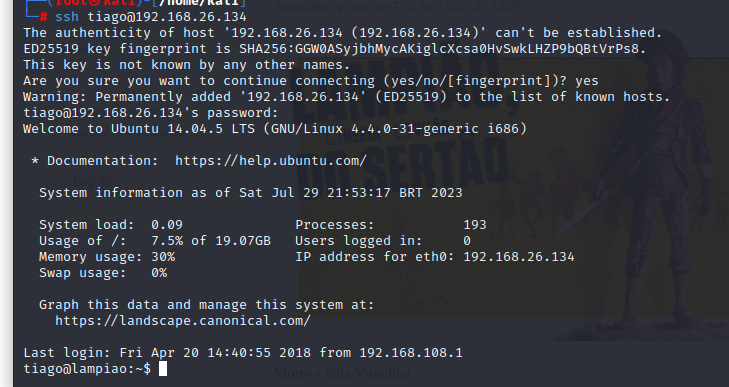 (root㉿kali)-[/home/kali]
# ssh tiago@192.168.26.134
The authenticity of host '192.168.26.134 (192.168.26.134)' can't be established.
ED25519 key fingerprint is SHA256:GGW0ASyjbhMycAKiglcXcsa0HvSwkLHZP9bQBtVrPs8.
This key is not known by any other names.
Are you sure you want to continue connecting (yes/no/[fingerprint])? yes
Warning: Permanently added '192.168.26.134' (ED25519) to the list of known hosts.
tiago@192.168.26.134's password:
Welcome to Ubuntu 14.04.5 LTS (GNU/Linux 4.4.0-31-generic i686)
* Documentation:  https://help.ubuntu.com/
System information as of Sat Jul 29 21:53:17 BRT 2023
System load:  0.09 Processes: 193
Usage of /:   7.5% of 19.07GB Users logged in: 0
Memory usage: 30% IP address for eth0: 192.168.26.134
Swap usage:   0%
Graph this data and manage this system at:
https://landscape.canonical.com/
Last login: Fri Apr 20 14:40:55 2018 from 192.168.108.1
tiago@lampiao:~$
LAMPIÃO,
DO SERTÃO
Morte e vida Virgulina